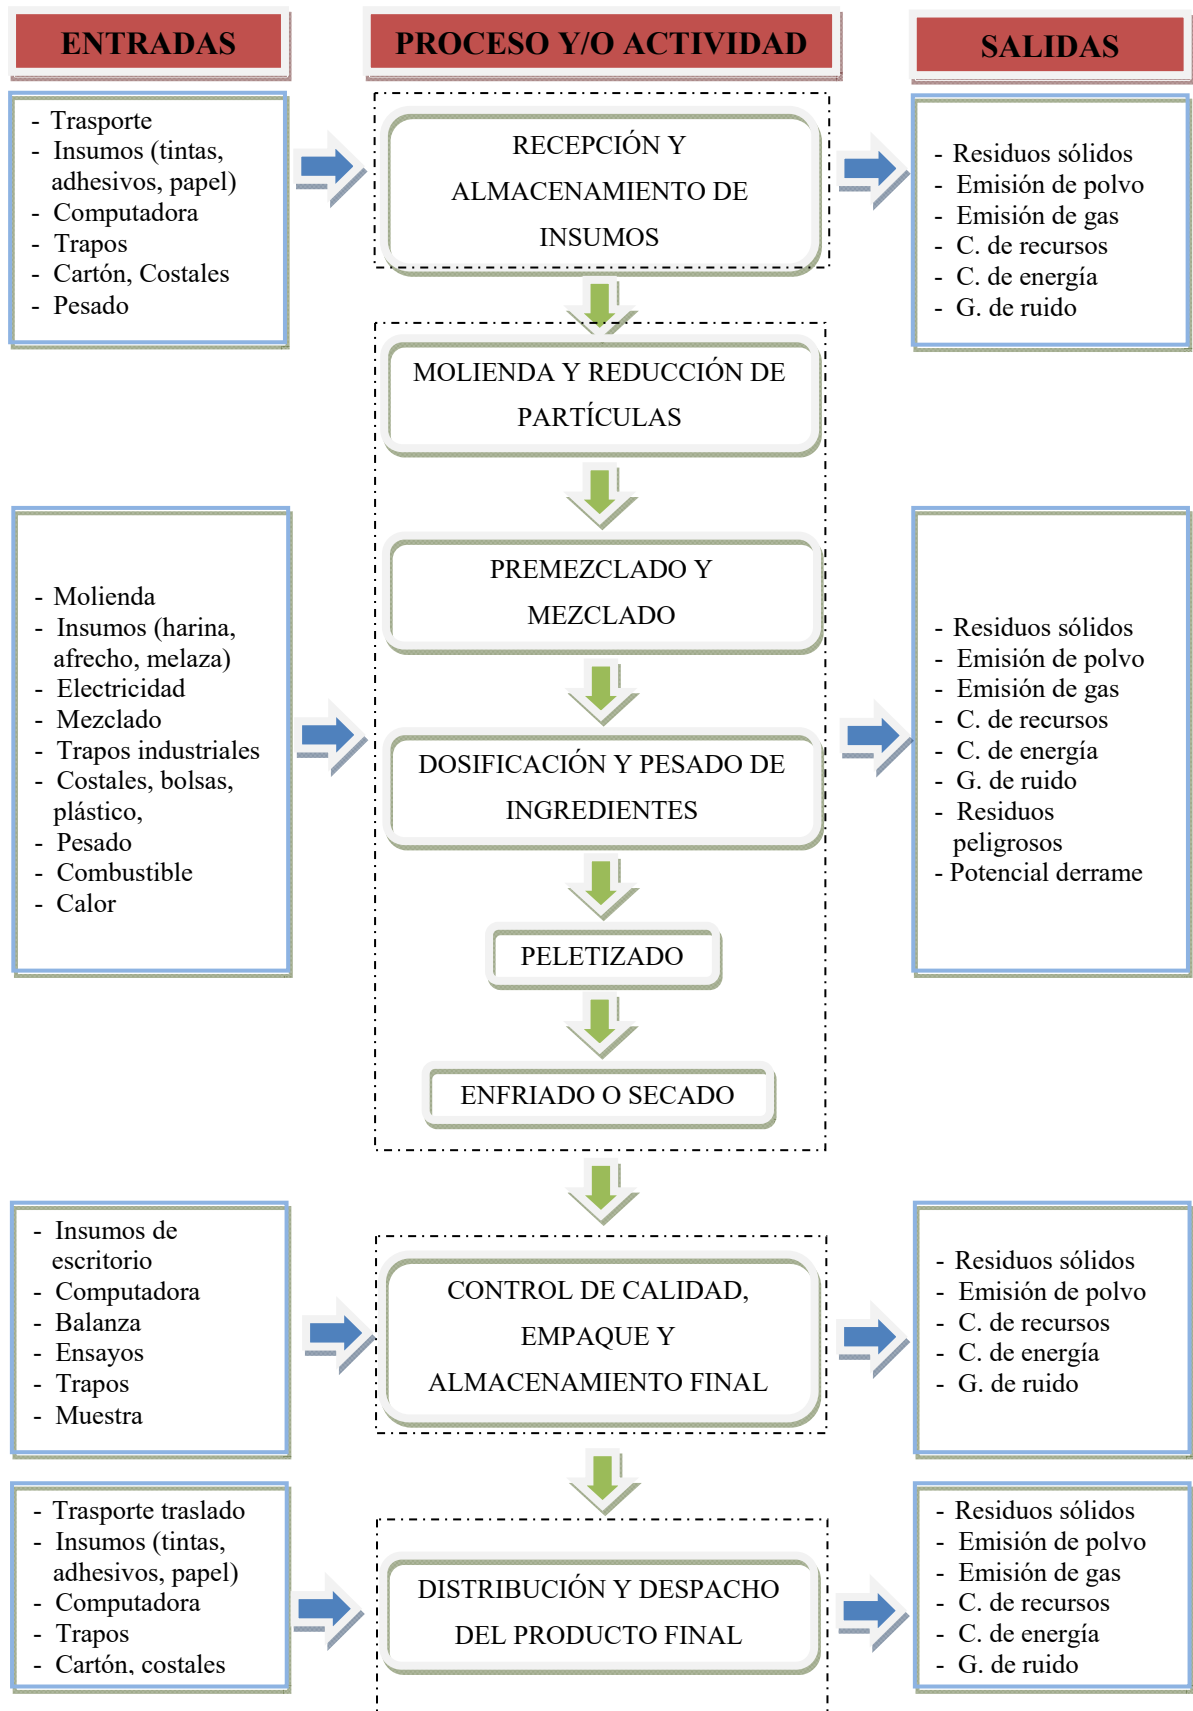 ENTRADAS
PROCESO Y/O ACTIVIDAD
SALIDAS
- Trasporte
- Insumos (tintas,
adhesivos, papel)
- Computadora
- Trapos
- Cartón, Costales
- Pesado
RECEPCIÓN Y
ALMACENAMIENTO DE
INSUMOS
- Residuos sólidos
- Emisión de polvo
- Emisión de gas
- C. de recursos
- C. de energía
- G. de ruido
MOLIENDA Y REDUCCIÓN DE
PARTÍCULAS
PREMEZCLADO Y
MEZCLADO
DOSIFICACIÓN Y PESADO DE
INGREDIENTES
PELETIZADO
ENFRIADO O SECADO
- Molienda
- Insumos (harina,
afrecho, melaza)
- Electricidad
- Mezclado
- Trapos industriales
- Costales, bolsas,
plástico,
- Pesado
- Combustible
- Calor
- Residuos sólidos
- Emisión de polvo
- Emisión de gas
- C. de recursos
- C. de energía
- G. de ruido
- Residuos
peligrosos
- Potencial derrame
- Insumos de
escritorio
- Computadora
- Balanza
- Ensayos
- Trapos
- Muestra
CONTROL DE CALIDAD,
EMPAQUE Y
ALMACENAMIENTO FINAL
- Residuos sólidos
- Emisión de polvo
- C. de recursos
- C. de energía
- G. de ruido
- Trasporte traslado
- Insumos (tintas,
adhesivos, papel)
- Computadora
- Trapos
- Cartón, costales
DISTRIBUCIÓN Y DESPACHO
DEL PRODUCTO FINAL
- Residuos sólidos
- Emisión de polvo
- Emisión de gas
- C. de recursos
- C. de energía
- G. de ruido